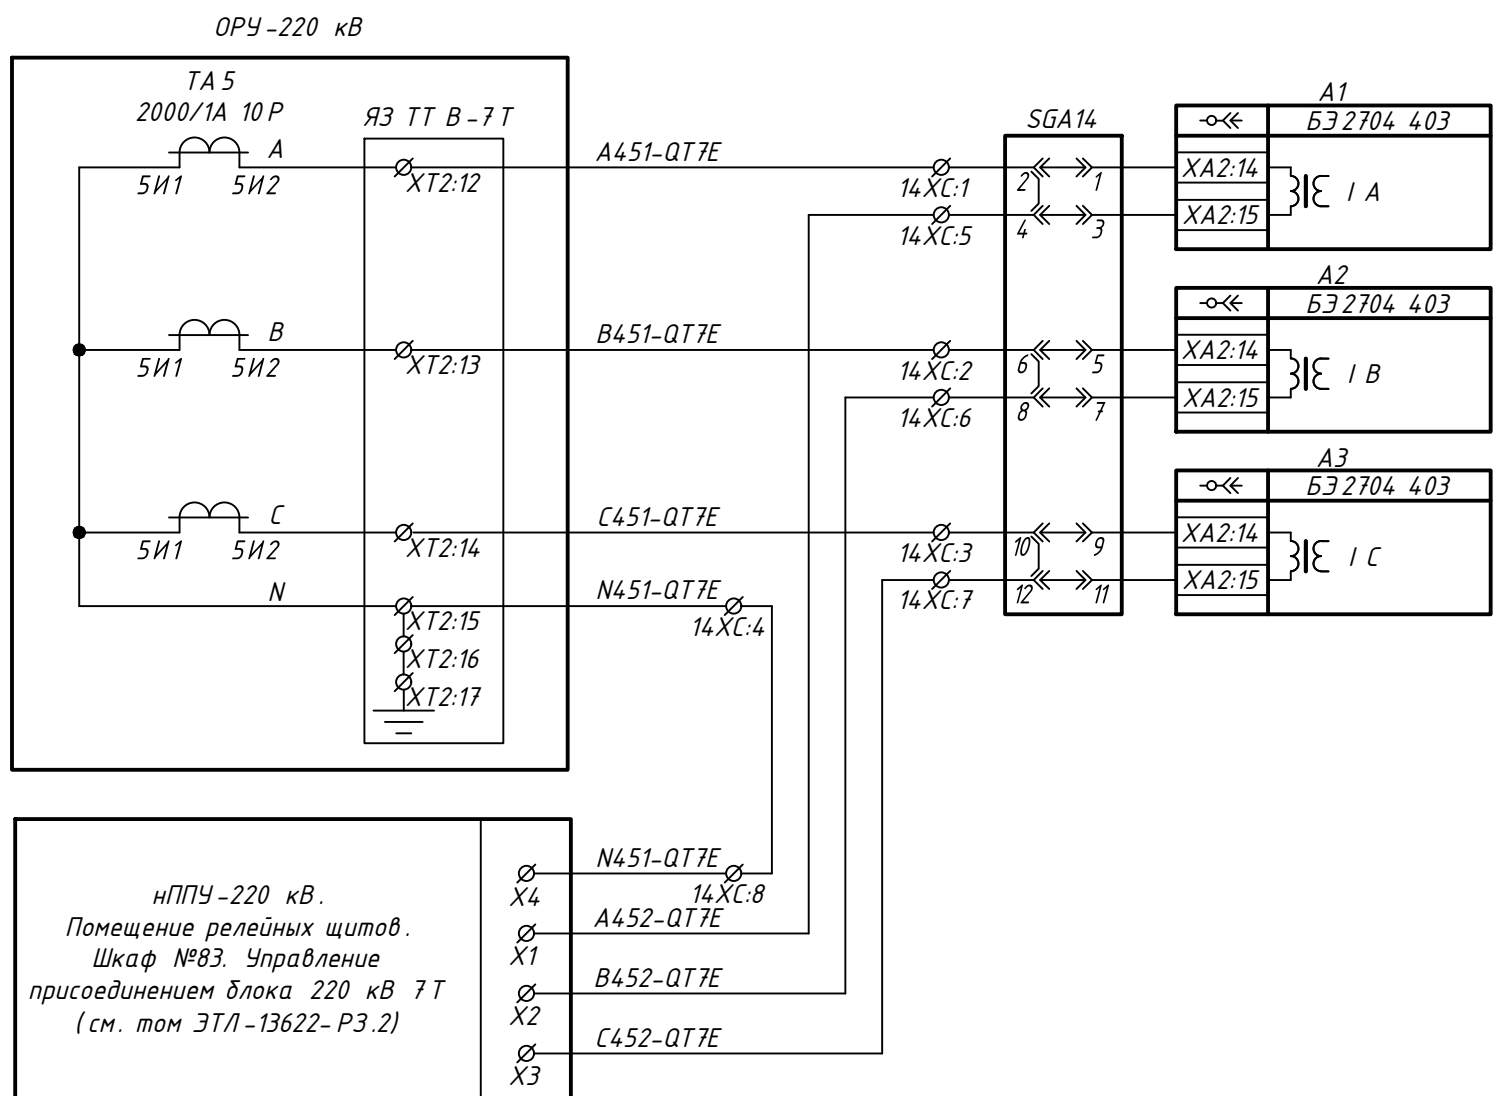 ОРУ-220 кВ
ТА5
2000/1А 10Р
ЯЗ ТТ В-7Т
A
5И1 5И2
XT2:12
A451-QT7E
14XC:1
14XC:5
SGA14
2 1
4 3
A1
БЭ2704 403
XA2:14
XA2:15
I A
B
5И1 5И2
XT2:13
B451-QT7E
14XC:2
14XC:6
6 5
8 7
A2
БЭ2704 403
XA2:14
XA2:15
I B
C
5И1 5И2
XT2:14
C451-QT7E
14XC:3
14XC:7
10 9
12 11
A3
БЭ2704 403
XA2:14
XA2:15
I C
N
XT2:15
XT2:16
XT2:17
N451-QT7E
14XC:4
нППУ-220 кВ.
Помещение релейных щитов.
Шкаф №83. Управление
присоединением блока 220 кВ 7Т
(см. том ЭТЛ-13622-РЗ.2)
X4
N451-QT7E
14XC:8
X1
A452-QT7E
X2
B452-QT7E
X3
C452-QT7E